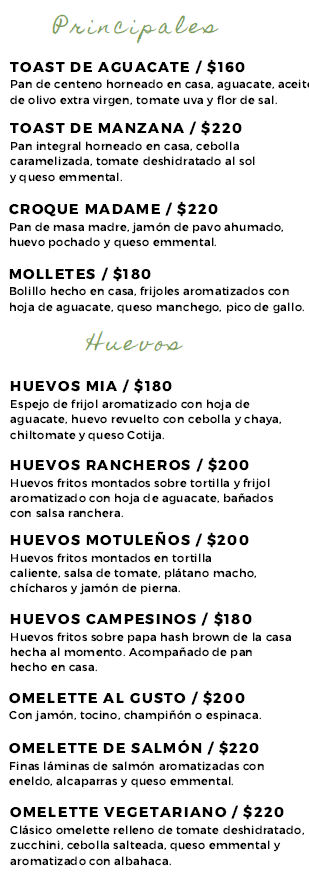 Principales
TOAST DE AGUACATE / $160
Pan de centeno horneado en casa, aguacate, aceite
de olivo extra virgen, tomate uva y flor de sal.
TOAST DE MANZANA / $220
Pan integral horneado en casa, cebolla
caramelizada, tomate deshidratado al sol
y queso emmental.
CROQUE MADAME / $220
Pan de masa madre, jamón de pavo ahumado,
huevo pochado y queso emmental.
MOLLETES / $180
Bolillo hecho en casa, frijoles aromatizados con
hoja de aguacate, queso manchego, pico de gallo.
Huevos
HUEVOS MIA / $180
Espejo de frijol aromatizado con hoja de
aguacate, huevo revuelto con cebolla y chaya,
chiltomate y queso Cotija.
HUEVOS RANCHEROS / $200
Huevos fritos montados sobre tortilla y frijol
aromatizado con hoja de aguacate, bañados
con salsa ranchera.
HUEVOS MOTULEÑOS / $200
Huevos fritos montados en tortilla
caliente, salsa de tomate, plátano macho,
chícharos y jamón de pierna.
HUEVOS CAMPESINOS / $180
Huevos fritos sobre papa hash brown de la casa
hecha al momento. Acompañado de pan
hecho en casa.
OMELETTE AL GUSTO / $200
Con jamón, tocino, champiñón o espinaca.
OMELETTE DE SALMÓN / $220
Finas láminas de salmón aromatizadas con
eneldo, alcaparras y queso emmental.
OMELETTE VEGETARIANO / $220
Clásico omelette relleno de tomate deshidratado,
zucchini, cebolla salteada, queso emmental y
aromatizado con albahaca.